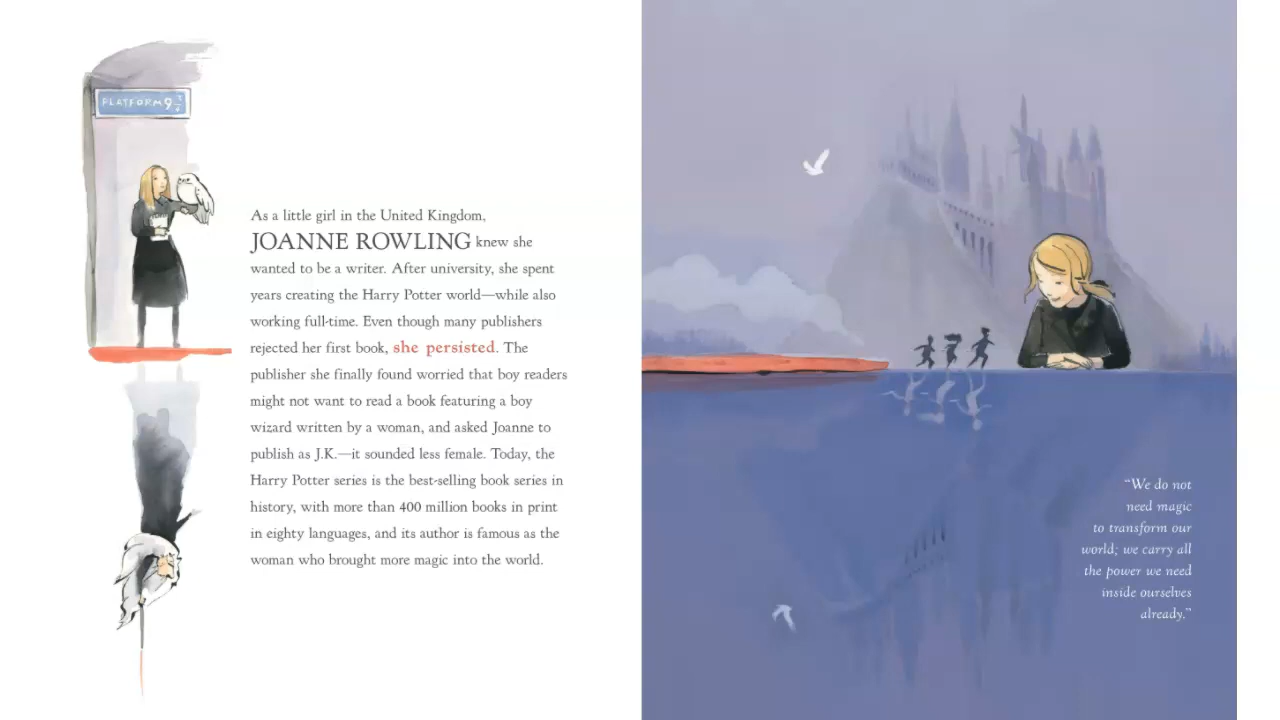 PLATFORM 9 3/4
As a little girl in the United Kingdom,
JOANNE ROWLING knew she
wanted to be a writer. After university, she spent
years creating the Harry Potter world—while also
working full-time. Even though many publishers
rejected her first book, she persisted. The
publisher she finally found worried that boy readers
might not want to read a book featuring a boy
wizard written by a woman, and asked Joanne to
publish as J.K.—it sounded less female. Today, the
Harry Potter series is the best-selling book series in
history, with more than 400 million books in print
in eighty languages, and its author is famous as the
woman who brought more magic into the world.
“We do not
need magic
to transform our
world; we carry all
the power we need
inside ourselves
already.”